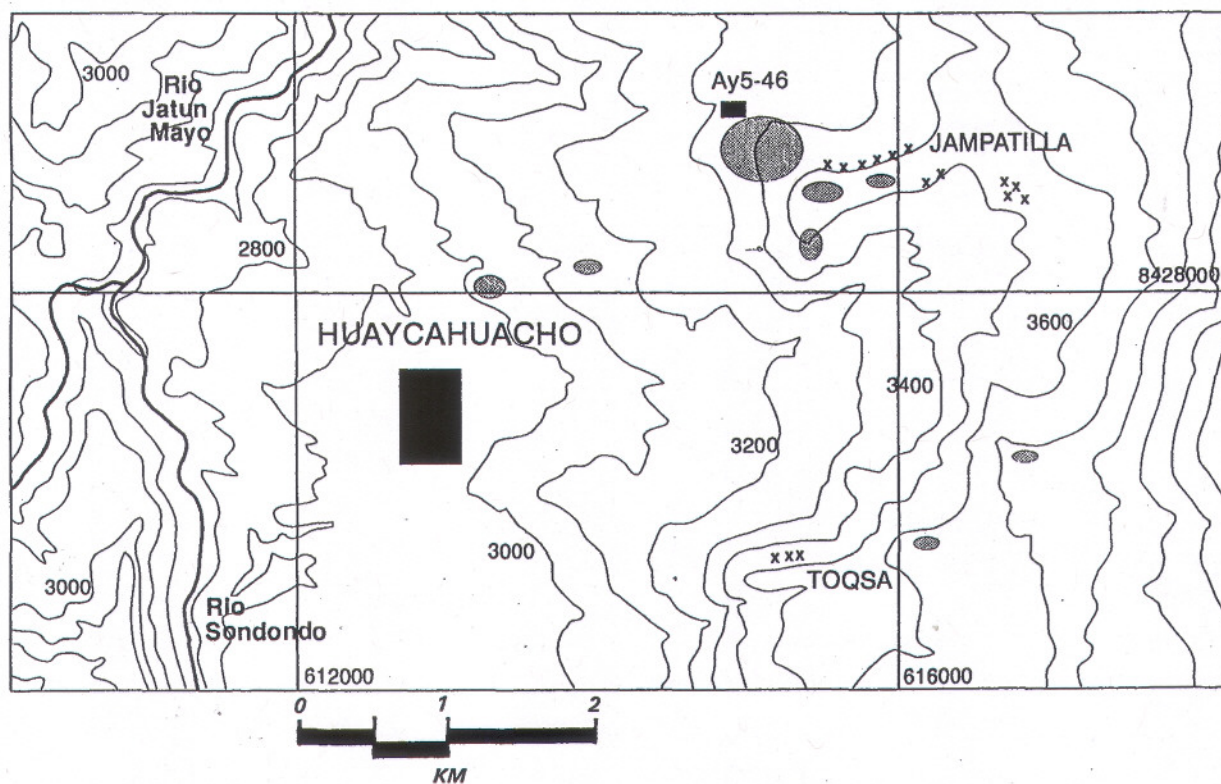 3000
Rio
Jatun
Mayo
Ay5-46
JAMPATILLA
x x x x x x
x x
x x
x x
2800
8428000
HUAYCAHUACHO
3600
3400
3200
3000
x x x
TOQSA
3000
Rio
Sondondo
612000
616000
0 1 2
KM